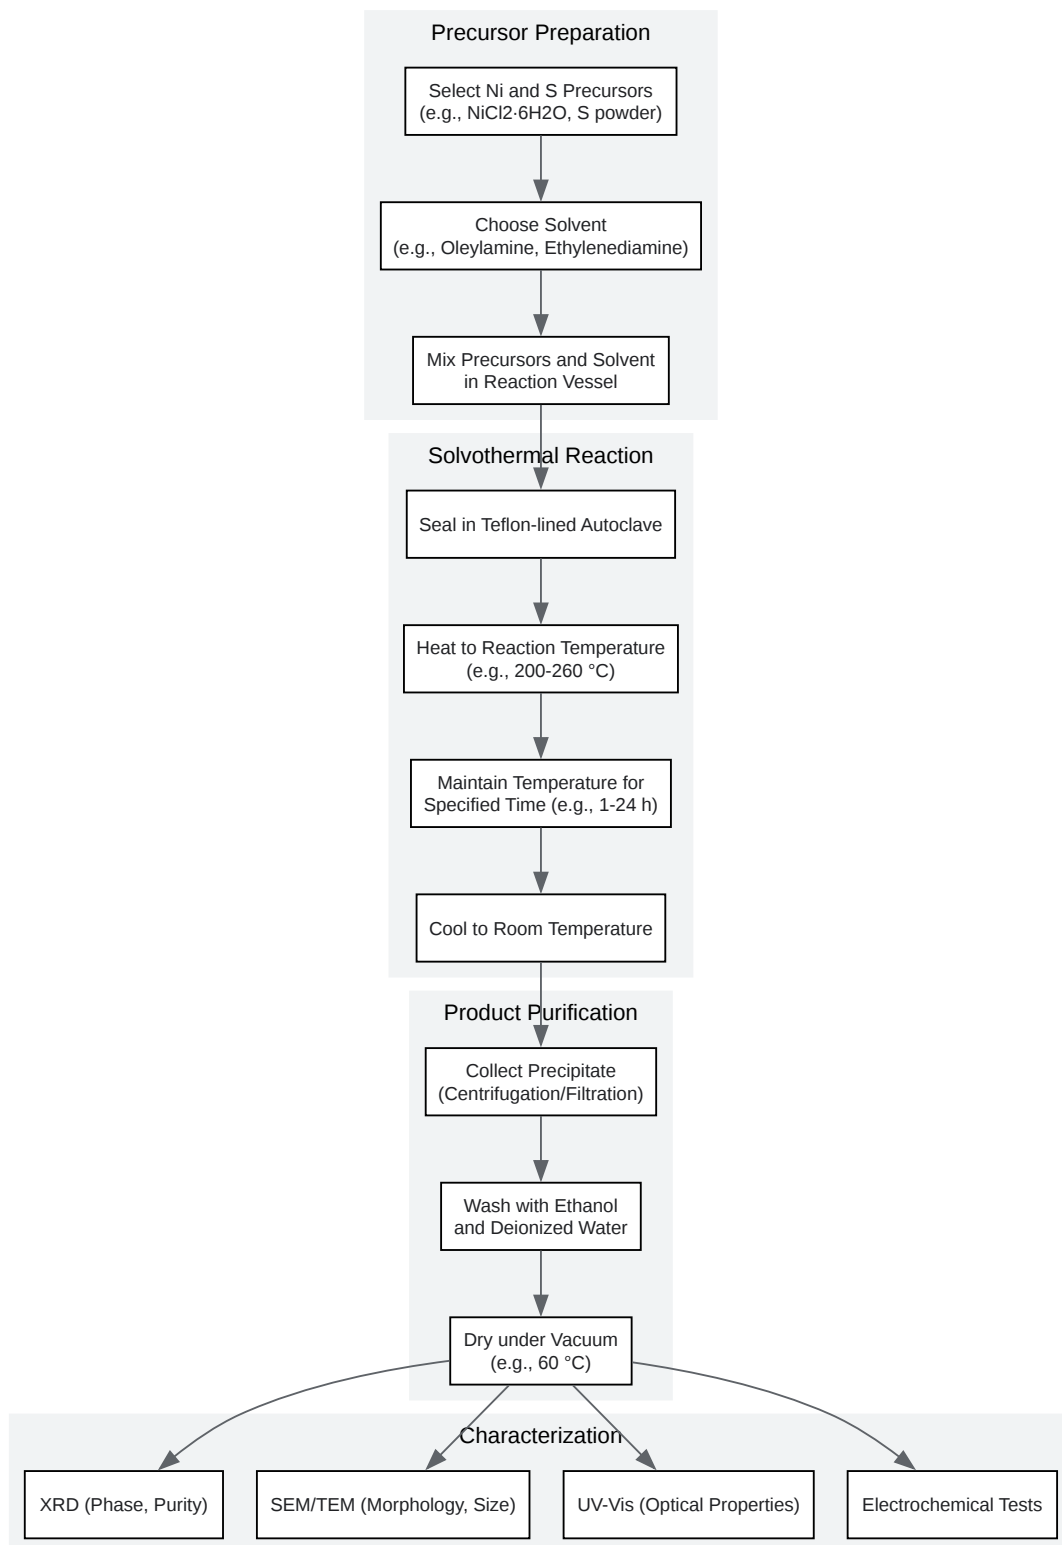 Precursor Preparation
Select Ni and S Precursors
(e.g., NiCl2·6H2O, S powder)
Choose Solvent
(e.g., Oleylamine, Ethylenediamine)
Mix Precursors and Solvent
in Reaction Vessel
Solvothermal Reaction
Seal in Teflon-lined Autoclave
Heat to Reaction Temperature
(e.g., 200-260 °C)
Maintain Temperature for
Specified Time (e.g., 1-24 h)
Cool to Room Temperature
Product Purification
Collect Precipitate
(Centrifugation/Filtration)
Wash with Ethanol
and Deionized Water
Dry under Vacuum
(e.g., 60 °C)
Characterization
XRD (Phase, Purity)
SEM/TEM (Morphology, Size)
UV-Vis (Optical Properties)
Electrochemical Tests